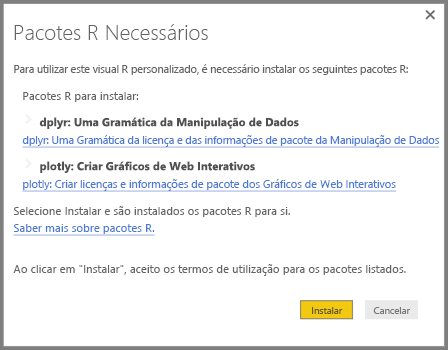 Pacotes R Necessários
Para utilizar este visual R personalizado, é necessário instalar os seguintes pacotes R:
Pacotes R para instalar:
dplyr: Uma Gramática da Manipulação de Dados
dplyr: Uma Gramática da licença e das informações de pacote da Manipulação de Dados
plotly: Criar Gráficos de Web Interativos
plotly: Criar licenças e informações de pacote dos Gráficos de Web Interativos
Selecione Instalar e são instalados os pacotes R para si.
Saber mais sobre pacotes R.
Ao clicar em "Instalar", aceito os termos de utilização para os pacotes listados.
Instalar Cancelar